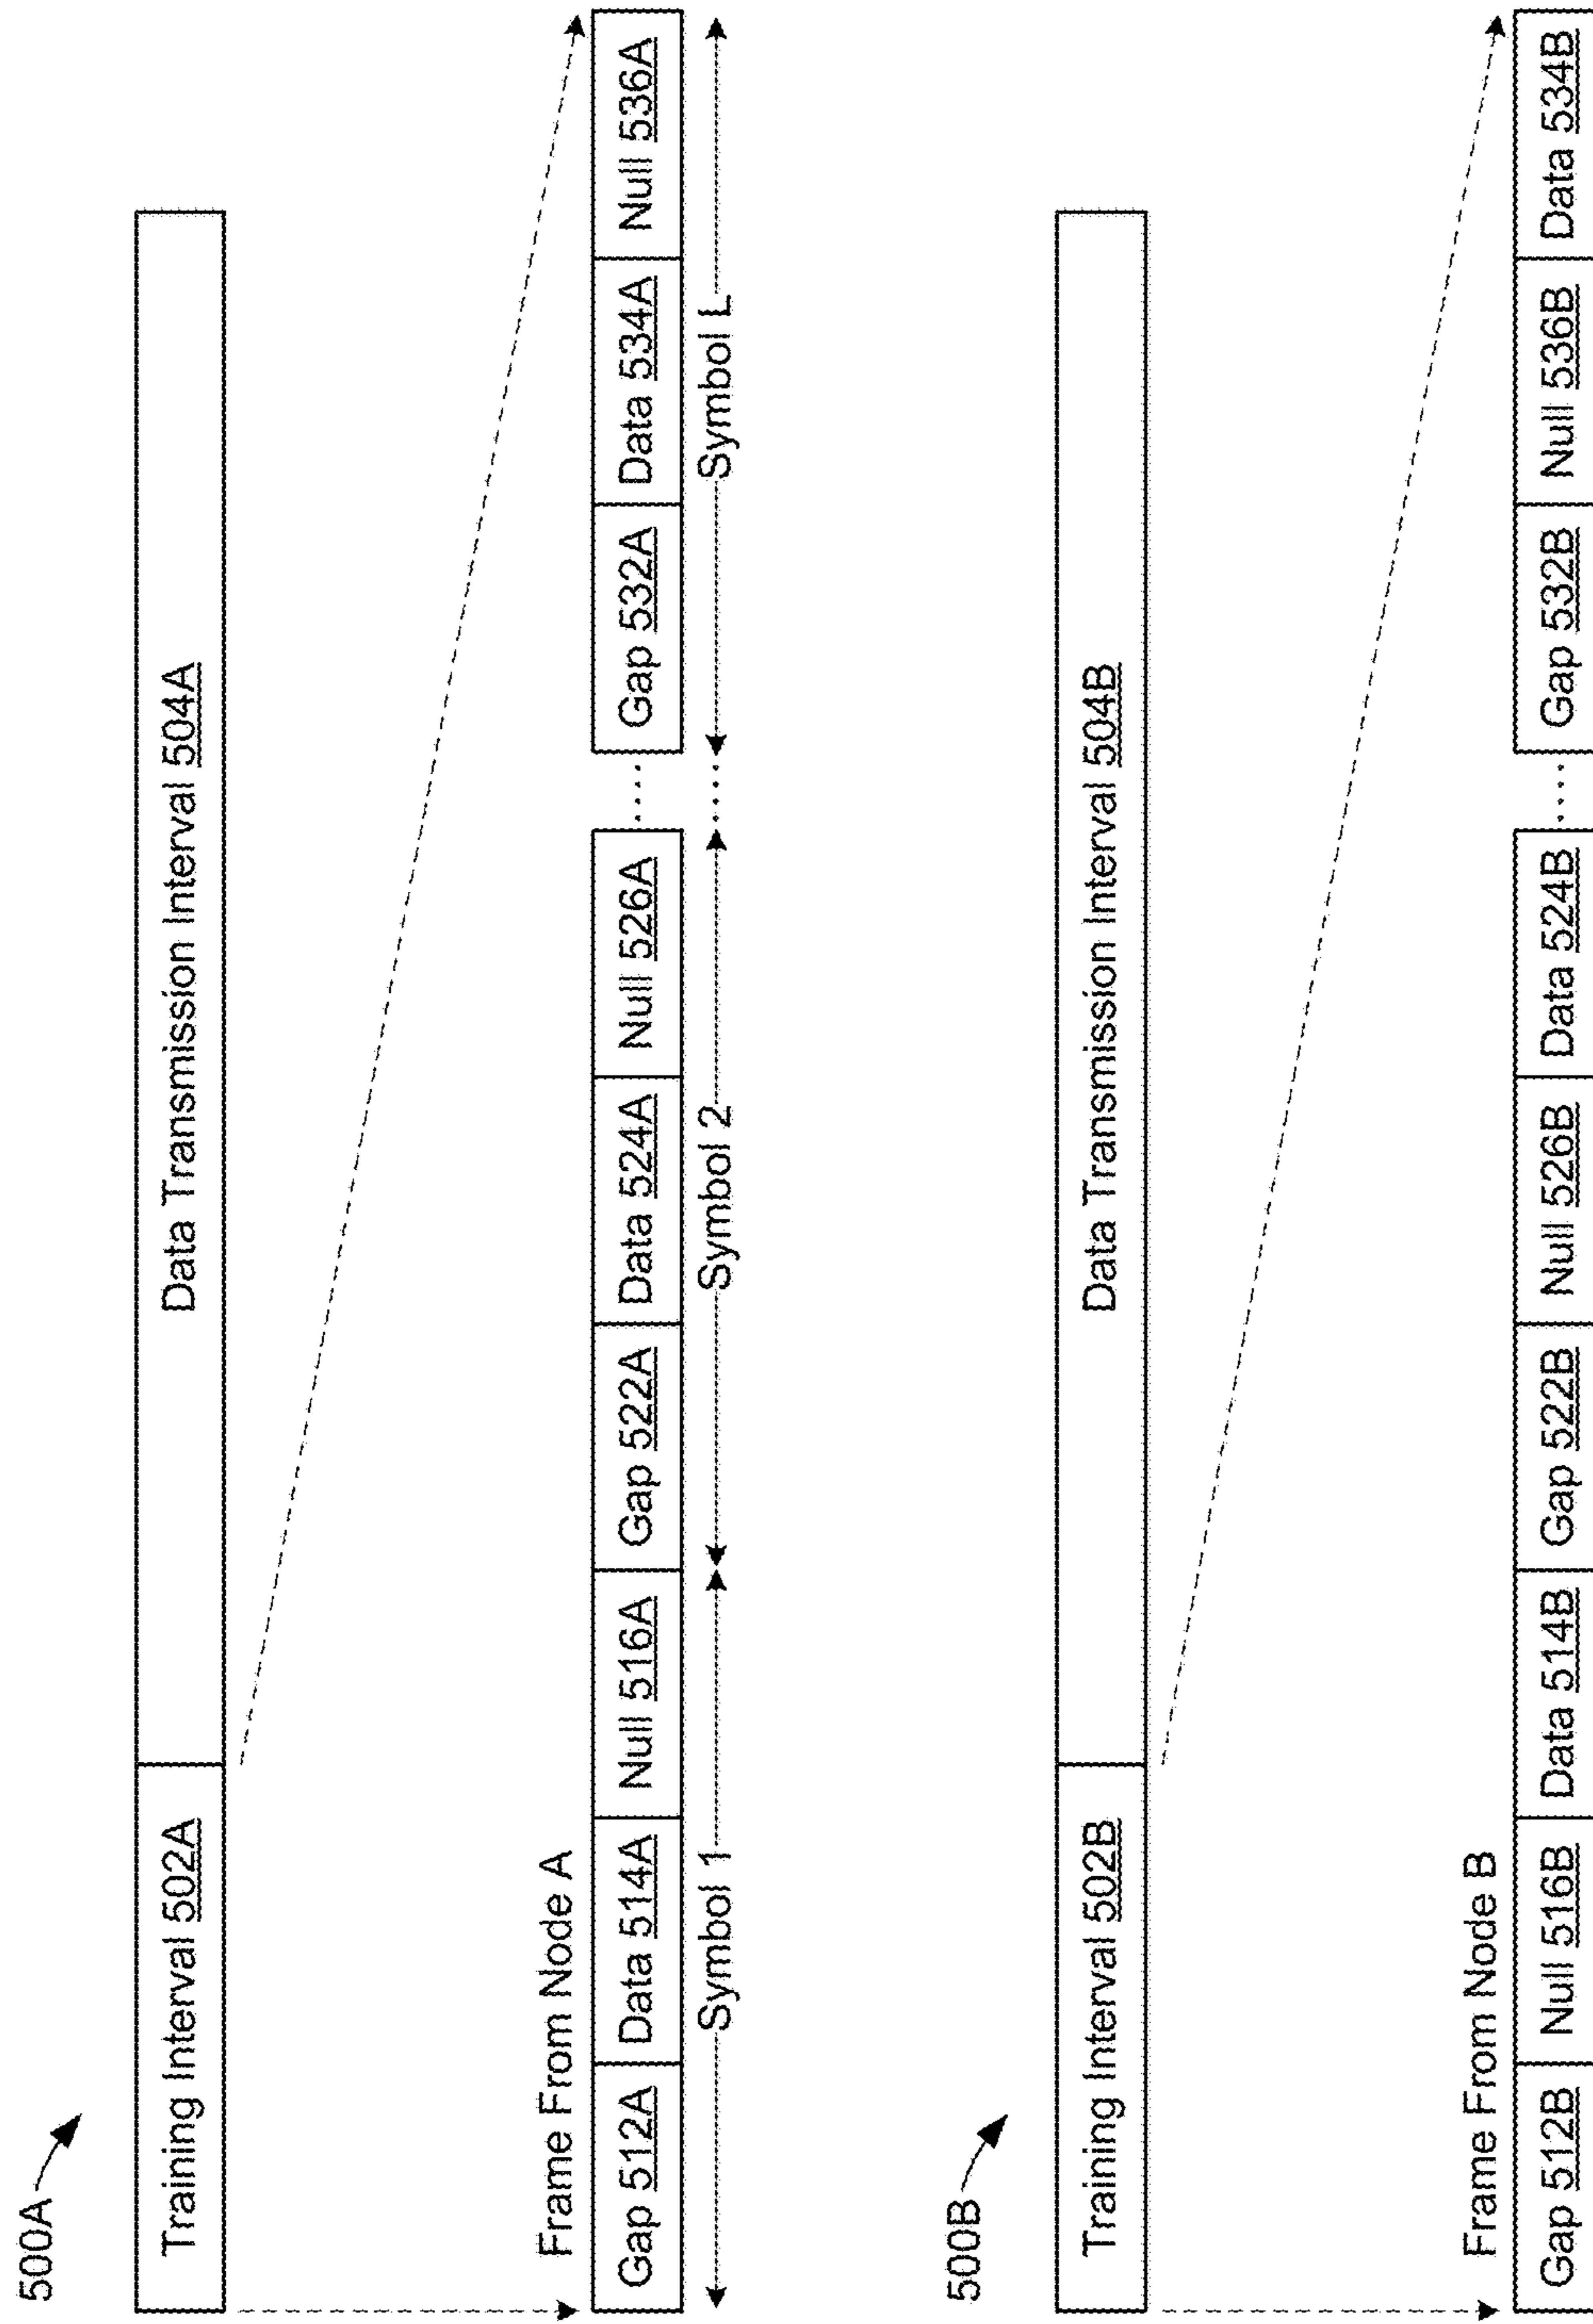 500A
Training Interval 502A Data Transmission Interval 504A
Frame From Node A
Gap 512A Data 514A Null 516A Gap 522A Data 524A Null 526A .... Gap 532A Data 534A Null 536A
Symbol 1 Symbol 2 .... Symbol L
500B
Training Interval 502B Data Transmission Interval 504B
Frame From Node B
Gap 512B Null 516B Data 514B Gap 522B Null 526B Data 524B .... Gap 532B Null 536B Data 534B